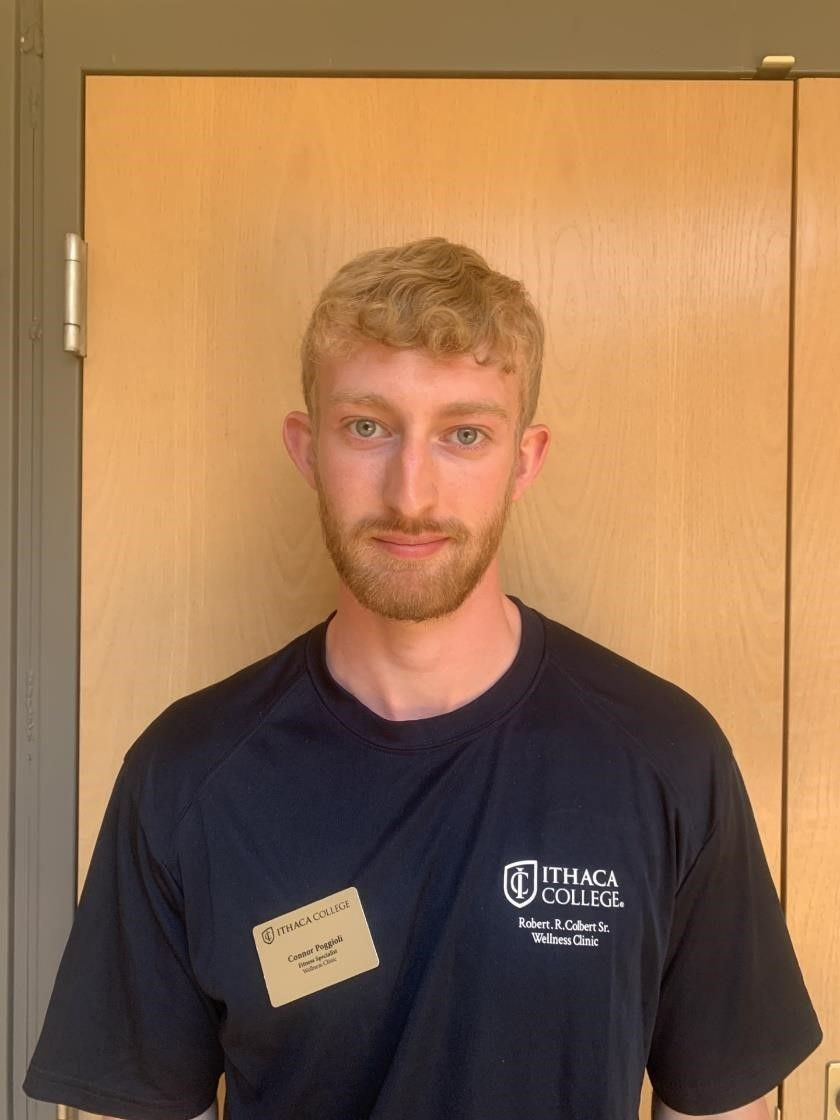 ITHACA
COLLEGE®
Robert. R.Colbert Sr.
Wellness Clinic
ITHACA COLLEGE
Connor Poggioli
Fitness Specialist
Wellness Clinic